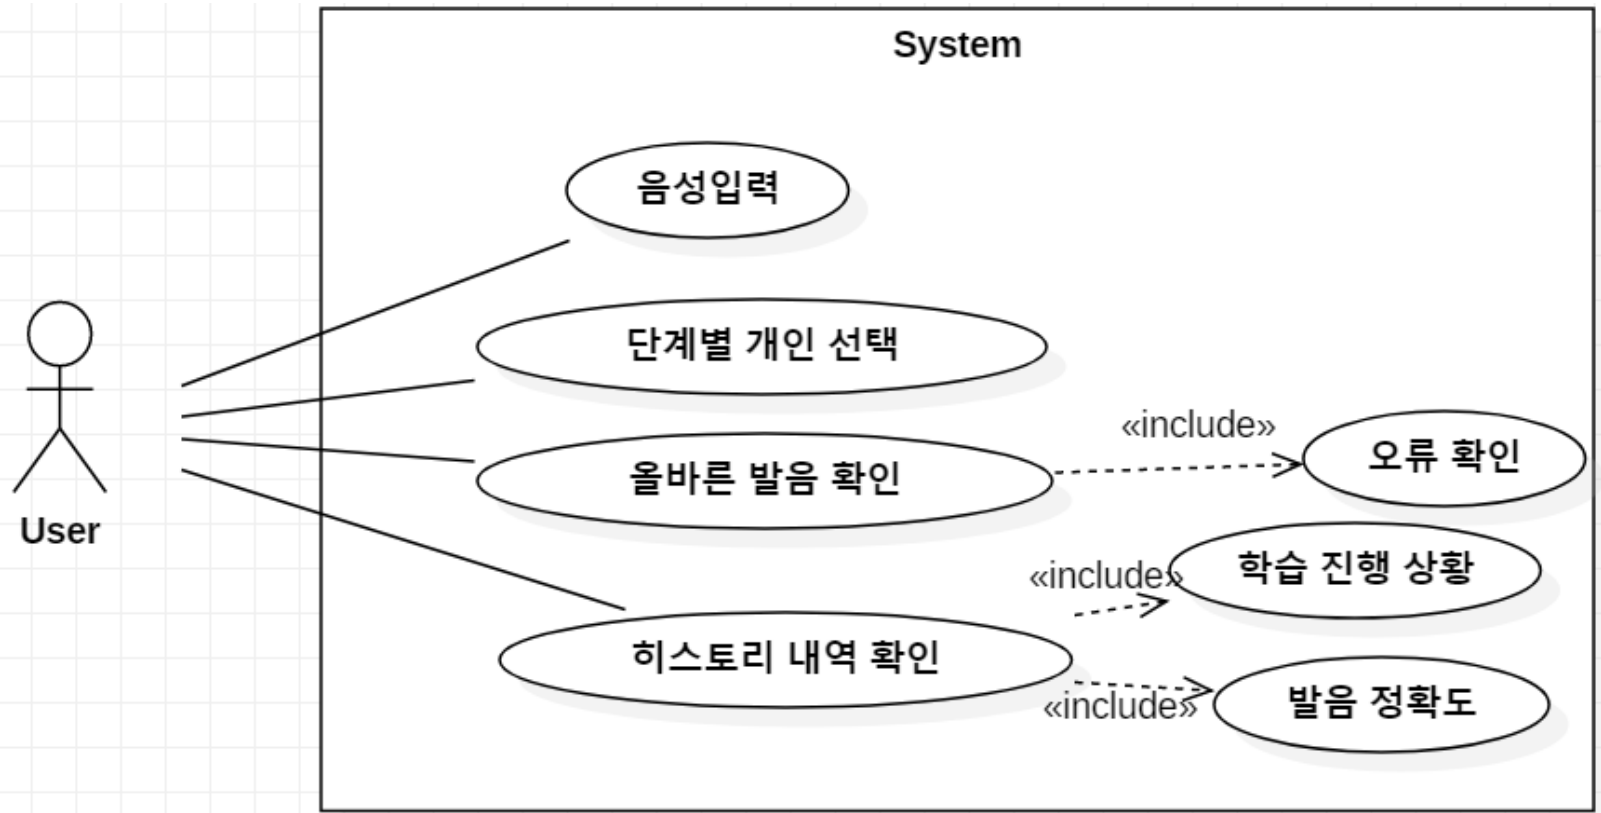 System
음성입력
단계별 개인 선택
«include»
오류 확인
올바른 발음 확인
User
«include»
학습 진행 상황
히스토리 내역 확인
«include»
발음 정확도